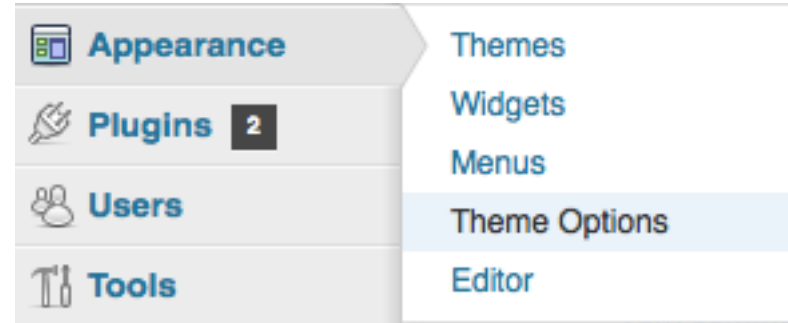 Appearance
Plugins 2
Users
Tools
Themes
Widgets
Menus
Theme Options
Editor